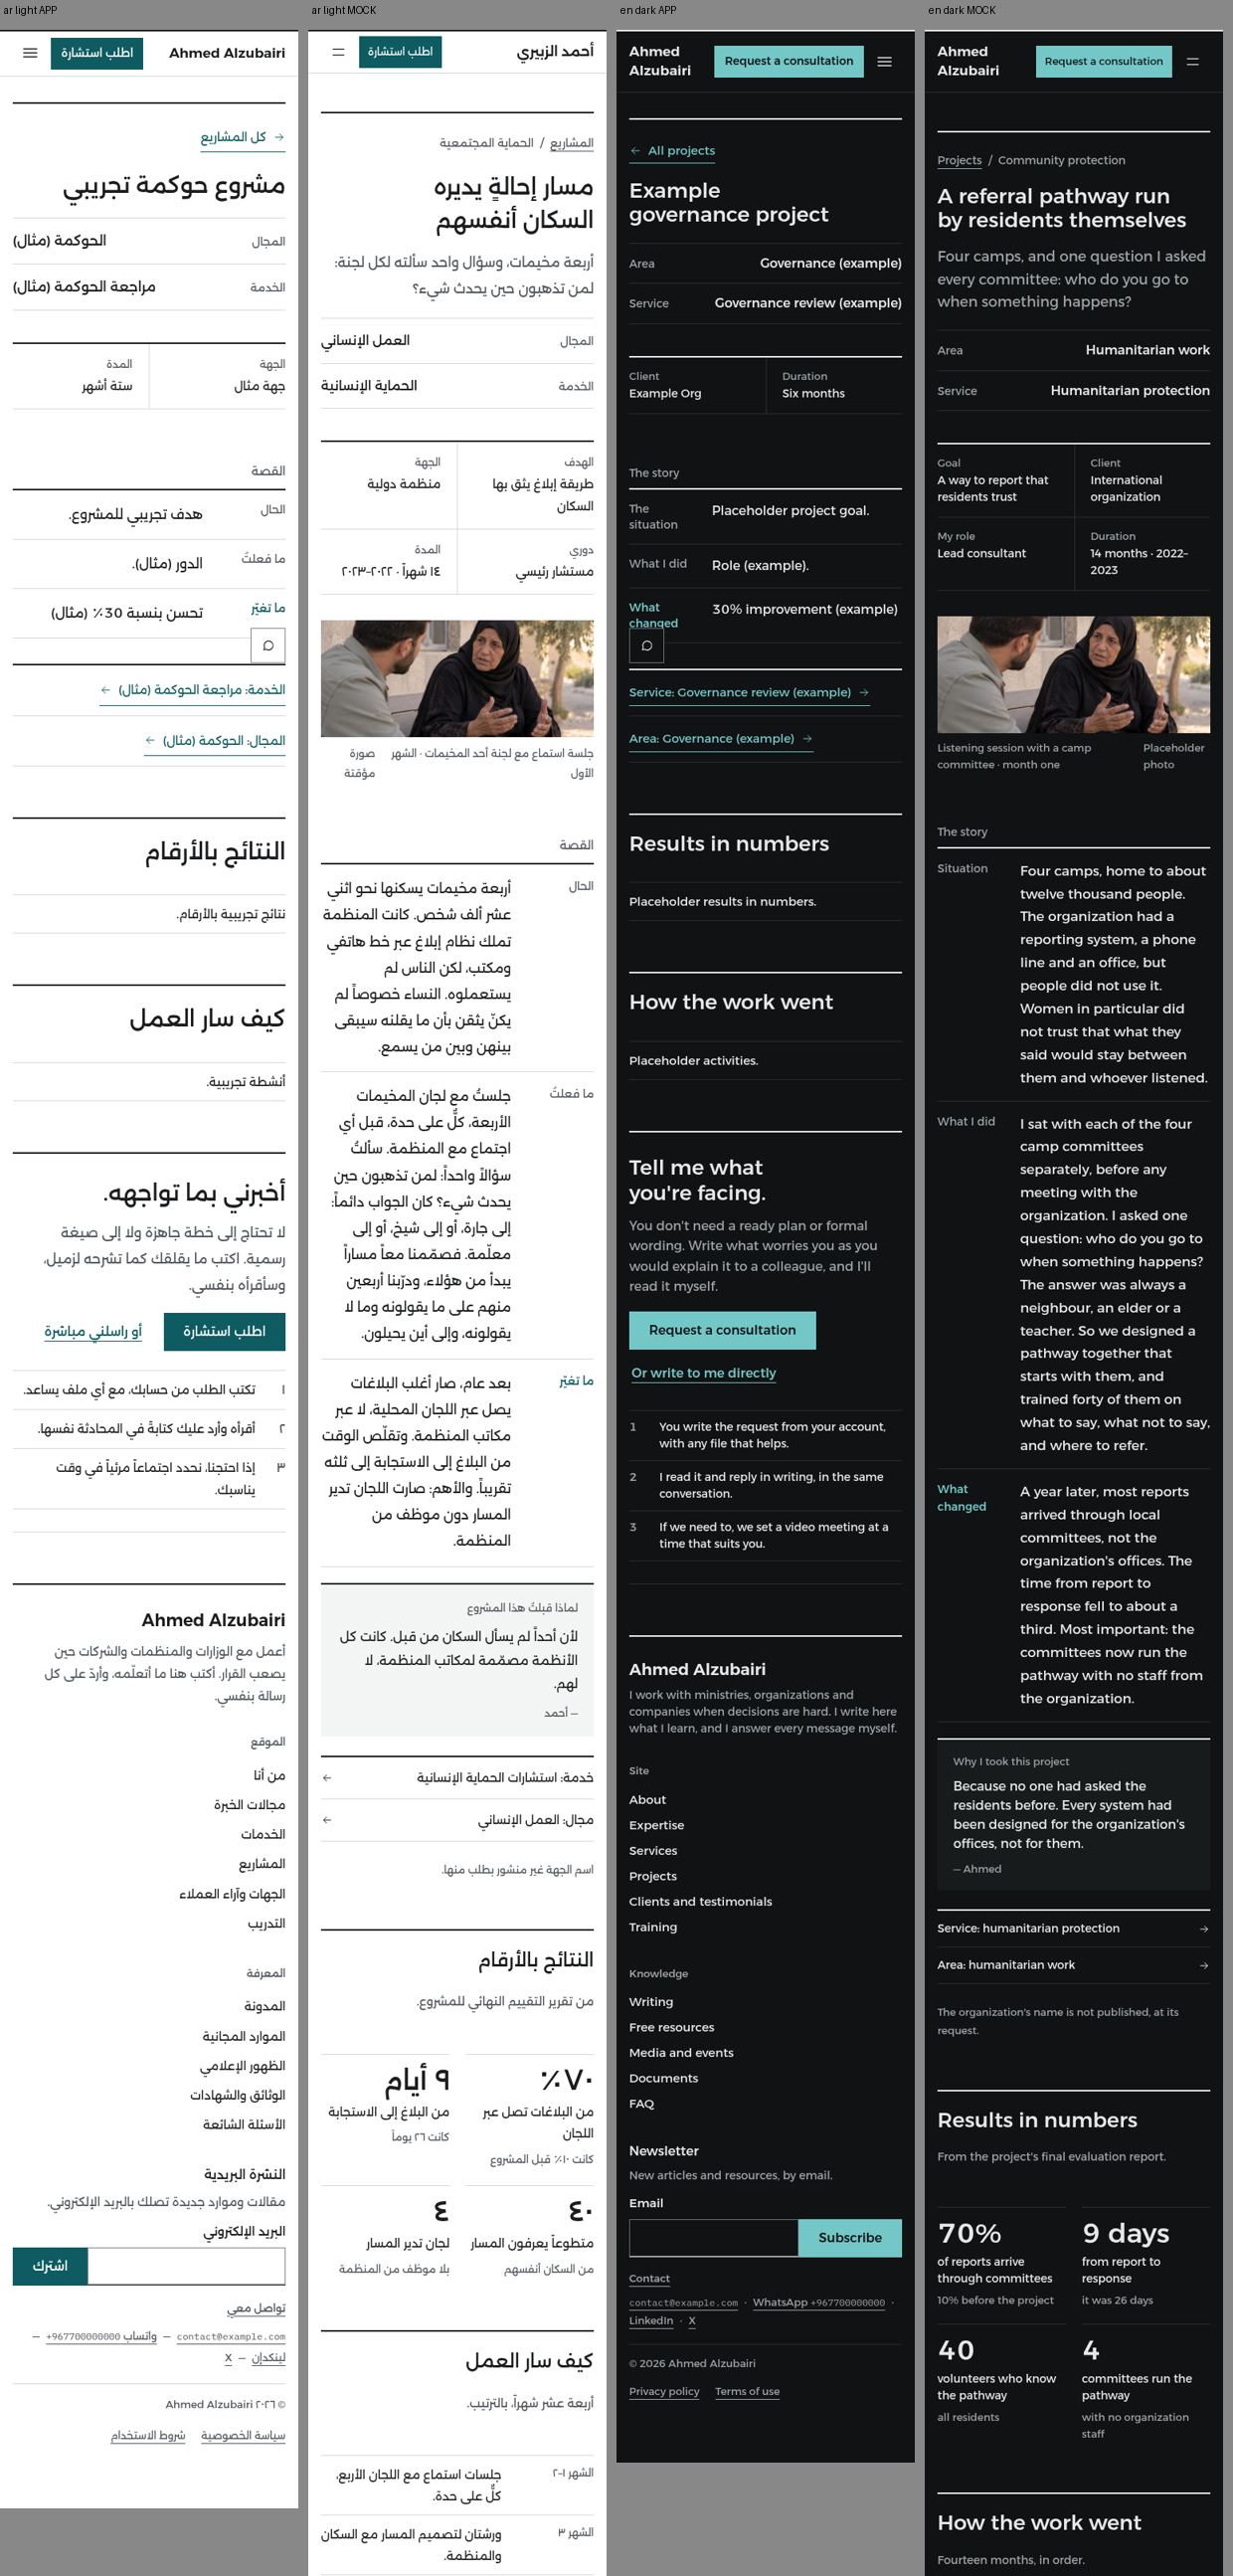 ar light APP
Ahmed Alzubairi
اطلب استشارة
كل المشاريع
مشروع حوكمة تجريبي
المجال
الحوكمة (مثال)
الخدمة
مراجعة الحوكمة (مثال)
الجهة
جهة مثال
المدة
ستة أشهر
القصة
الحال
هدف تجريبي للمشروع.
ما فعلتُ
الدور (مثال).
ما تغيّر
تحسن بنسبة 30٪ (مثال)
الخدمة: مراجعة الحوكمة (مثال)
المجال: الحوكمة (مثال)
النتائج بالأرقام
نتائج تجريبية بالأرقام.
كيف سار العمل
أنشطة تجريبية.
أخبرني بما تواجهه.
لا تحتاج إلى خطة جاهزة ولا إلى صيغة
رسمية. اكتب ما يقلقك كما تشرحه لزميل،
وسأقرأه بنفسي.
اطلب استشارة
أو راسلني مباشرة
١ تكتب الطلب من حسابك، مع أي ملف يساعد.
٢ أقرأه وأرد عليك كتابةً في المحادثة نفسها.
٣ إذا احتجنا، نحدد اجتماعاً مرئياً في وقت
يناسبك.
Ahmed Alzubairi
أعمل مع الوزارات والمنظمات والشركات حين
يصعب القرار. أكتب هنا ما أتعلّمه، وأردّ على كل
رسالة بنفسي.
الموقع
من أنا
مجالات الخبرة
الخدمات
المشاريع
الجهات وآراء العملاء
التدريب
المعرفة
المدونة
الموارد المجانية
الظهور الإعلامي
الوثائق والشهادات
الأسئلة الشائعة
النشرة البريدية
مقالات وموارد جديدة تصلك بالبريد الإلكتروني.
البريد الإلكتروني
اشترك
تواصل معي
contact@example.com — واتساب +967700000000 —
لينكدإن — X
© ٢٠٢٦ Ahmed Alzubairi
سياسة الخصوصية شروط الاستخدام
ar light MOCK
أحمد الزبيري
اطلب استشارة
المشاريع / الحماية المجتمعية
مسار إحالةٍ يديره
السكان أنفسهم
أربعة مخيمات، وسؤال واحد سألته لكل لجنة:
لمن تذهبون حين يحدث شيء؟
المجال
العمل الإنساني
الخدمة
الحماية الإنسانية
الهدف
طريقة إبلاغ يثق بها
السكان
الجهة
منظمة دولية
دوري
مستشار رئيسي
المدة
١٤ شهراً · ٢٠٢٢–٢٠٢٣
جلسة استماع مع لجنة أحد المخيمات · الشهر
الأول
صورة
مؤقتة
القصة
الحال
أربعة مخيمات يسكنها نحو اثني
عشر ألف شخص. كانت المنظمة
تملك نظام إبلاغ عبر خط هاتفي
ومكتب، لكن الناس لم
يستعملوه. النساء خصوصاً لم
يكنّ يثقن بأن ما يقلنه سيبقى
بينهن وبين من يسمع.
ما فعلتُ
جلستُ مع لجان المخيمات
الأربعة، كلٌّ على حدة، قبل أي
اجتماع مع المنظمة. سألتُ
سؤالاً واحداً: لمن تذهبون حين
يحدث شيء؟ كان الجواب دائماً:
إلى جارة، أو إلى شيخ، أو إلى
معلّمة. فصمّمنا معاً مساراً
يبدأ من هؤلاء، ودرّبنا أربعين
منهم على ما يقولونه وما لا
يقولونه، وإلى أين يحيلون.
ما تغيّر
بعد عام، صار أغلب البلاغات
يصل عبر اللجان المحلية، لا عبر
مكاتب المنظمة. وتقلّص الوقت
من البلاغ إلى الاستجابة إلى ثلثه
تقريباً. والأهم: صارت اللجان تدير
المسار دون موظف من
المنظمة.
لماذا قبلتُ هذا المشروع
لأن أحداً لم يسأل السكان من قبل. كانت كل
الأنظمة مصمّمة لمكاتب المنظمة، لا
لهم.
— أحمد
خدمة: استشارات الحماية الإنسانية
مجال: العمل الإنساني
اسم الجهة غير منشور بطلب منها.
النتائج بالأرقام
من تقرير التقييم النهائي للمشروع.
٧٠٪
من البلاغات تصل عبر
اللجان
كانت ١٠٪ قبل المشروع
٩ أيام
من البلاغ إلى الاستجابة
كانت ٢٦ يوماً
٤٠
متطوعاً يعرفون المسار
من السكان أنفسهم
٤
لجان تدير المسار
بلا موظف من المنظمة
كيف سار العمل
أربعة عشر شهراً، بالترتيب.
الشهر ١–٢
جلسات استماع مع اللجان الأربع،
كلٌّ على حدة.
الشهر ٣
ورشتان لتصميم المسار مع السكان
والمنظمة.
en dark APP
Ahmed
Alzubairi
Request a consultation
All projects
Example
governance project
Area
Governance (example)
Service
Governance review (example)
Client
Example Org
Duration
Six months
The story
The
situation
Placeholder project goal.
What I did
Role (example).
What
changed
30% improvement (example)
Service: Governance review (example)
Area: Governance (example)
Results in numbers
Placeholder results in numbers.
How the work went
Placeholder activities.
Tell me what
you're facing.
You don't need a ready plan or formal
wording. Write what worries you as you
would explain it to a colleague, and I'll
read it myself.
Request a consultation
Or write to me directly
1 You write the request from your account,
with any file that helps.
2 I read it and reply in writing, in the same
conversation.
3 If we need to, we set a video meeting at a
time that suits you.
Ahmed Alzubairi
I work with ministries, organizations and
companies when decisions are hard. I write here
what I learn, and I answer every message myself.
Site
About
Expertise
Services
Projects
Clients and testimonials
Training
Knowledge
Writing
Free resources
Media and events
Documents
FAQ
Newsletter
New articles and resources, by email.
Email
Subscribe
Contact
contact@example.com · WhatsApp +967700000000 ·
LinkedIn · X
© 2026 Ahmed Alzubairi
Privacy policy Terms of use
en dark MOCK
Ahmed
Alzubairi
Request a consultation
Projects / Community protection
A referral pathway run
by residents themselves
Four camps, and one question I asked
every committee: who do you go to
when something happens?
Area
Humanitarian work
Service
Humanitarian protection
Goal
A way to report that
residents trust
Client
International
organization
My role
Lead consultant
Duration
14 months · 2022–
2023
Listening session with a camp
committee · month one
Placeholder
photo
The story
Situation
Four camps, home to about
twelve thousand people.
The organization had a
reporting system, a phone
line and an office, but
people did not use it.
Women in particular did
not trust that what they
said would stay between
them and whoever listened.
What I did
I sat with each of the four
camp committees
separately, before any
meeting with the
organization. I asked one
question: who do you go to
when something happens?
The answer was always a
neighbour, an elder or a
teacher. So we designed a
pathway together that
starts with them, and
trained forty of them on
what to say, what not to say,
and where to refer.
What
changed
A year later, most reports
arrived through local
committees, not the
organization's offices. The
time from report to
response fell to about a
third. Most important: the
committees now run the
pathway with no staff from
the organization.
Why I took this project
Because no one had asked the
residents before. Every system had
been designed for the organization's
offices, not for them.
— Ahmed
Service: humanitarian protection
Area: humanitarian work
The organization's name is not published, at its
request.
Results in numbers
From the project's final evaluation report.
70%
of reports arrive
through committees
10% before the project
9 days
from report to
response
it was 26 days
40
volunteers who know
the pathway
all residents
4
committees run the
pathway
with no organization
staff
How the work went
Fourteen months, in order.